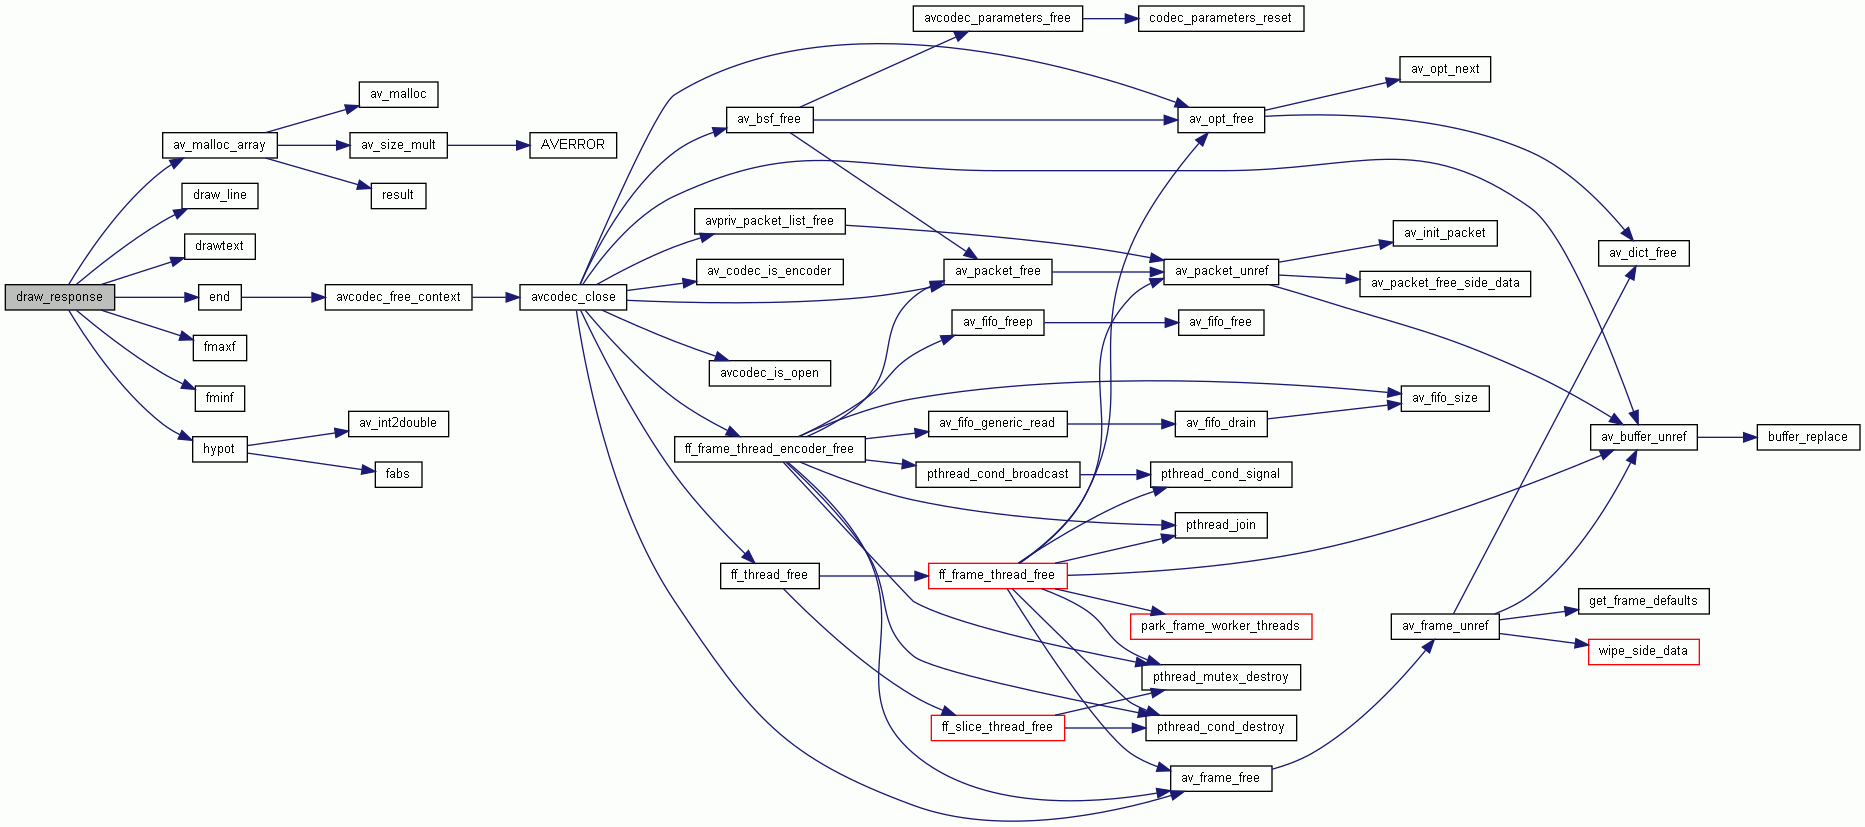 draw_response
av_malloc_array
draw_line
drawtext
end
fmaxf
fminf
hypot
av_malloc
av_size_mult
result
AVERROR
avcodec_free_context
av_int2double
fabs
avcodec_close
av_bsf_free
avpriv_packet_list_free
av_codec_is_encoder
avcodec_is_open
ff_frame_thread_encoder_free
ff_thread_free
avcodec_parameters_free
av_packet_free
av_fifo_freep
av_fifo_generic_read
pthread_cond_broadcast
ff_frame_thread_free
ff_slice_thread_free
codec_parameters_reset
av_opt_free
av_packet_unref
av_fifo_free
av_fifo_drain
pthread_cond_signal
pthread_join
park_frame_worker_threads
pthread_mutex_destroy
pthread_cond_destroy
av_frame_free
av_opt_next
av_init_packet
av_packet_free_side_data
av_fifo_size
av_frame_unref
av_dict_free
av_buffer_unref
get_frame_defaults
wipe_side_data
buffer_replace